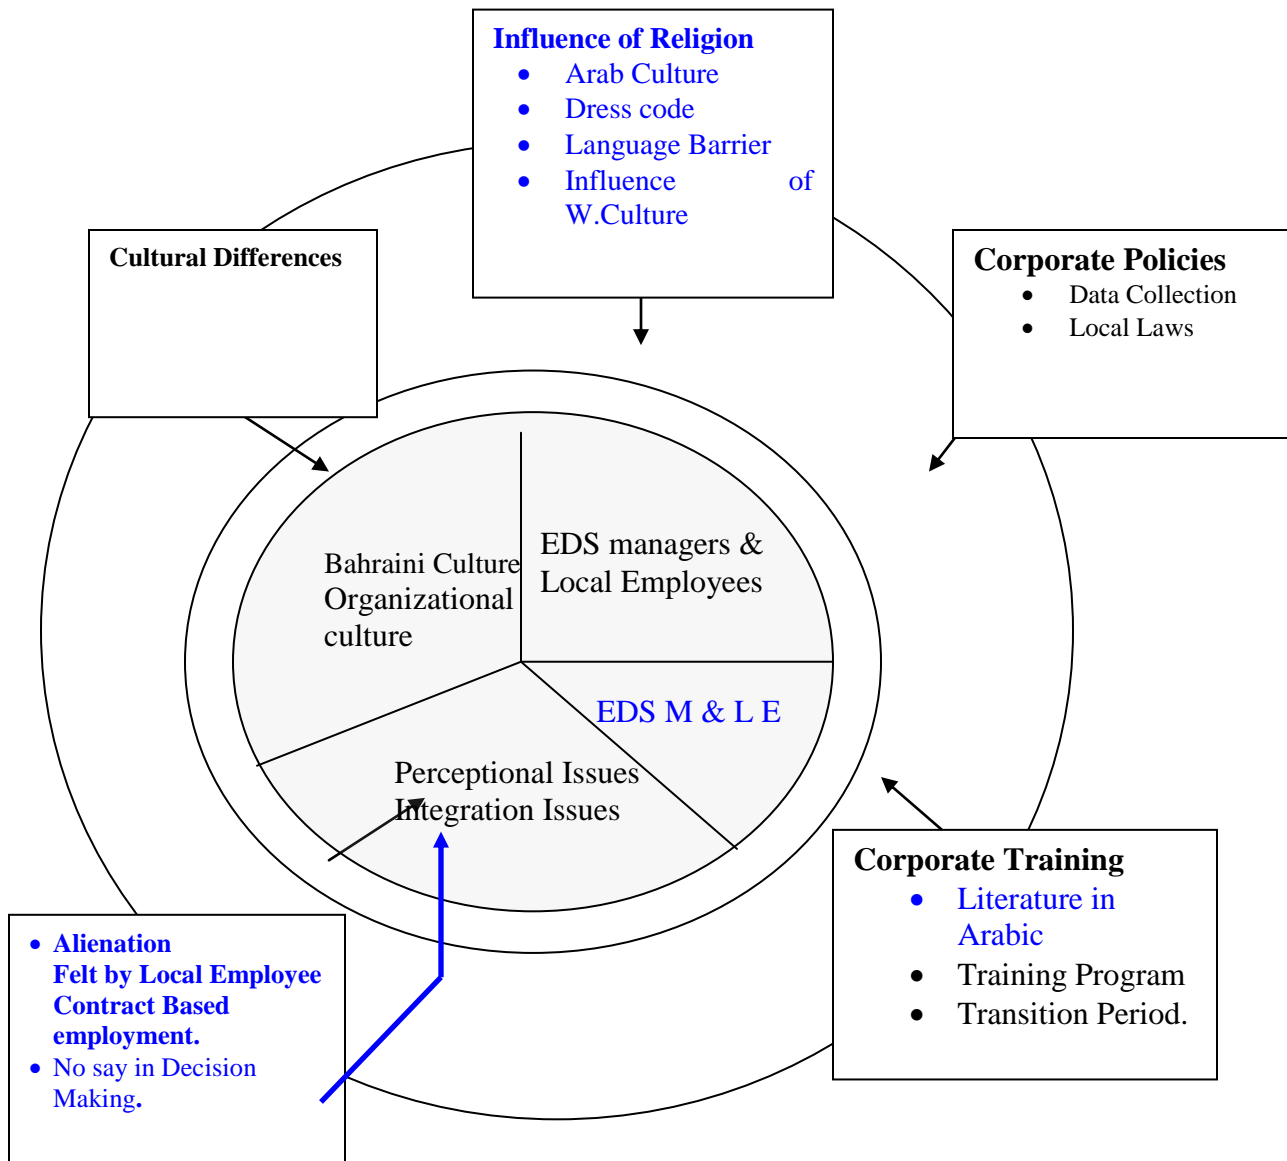 Influence of Religion
• Arab Culture
• Dress code
• Language Barrier
• Influence of
W.Culture
Cultural Differences
Corporate Policies
• Data Collection
• Local Laws
EDS managers &
Local Employees
Bahraini Culture
Organizational
culture
EDS M & L E
Perceptional Issues
Integration Issues
Corporate Training
• Literature in
Arabic
• Training Program
• Transition Period.
• Alienation
Felt by Local Employee
Contract Based
employment.
• No say in Decision
Making.